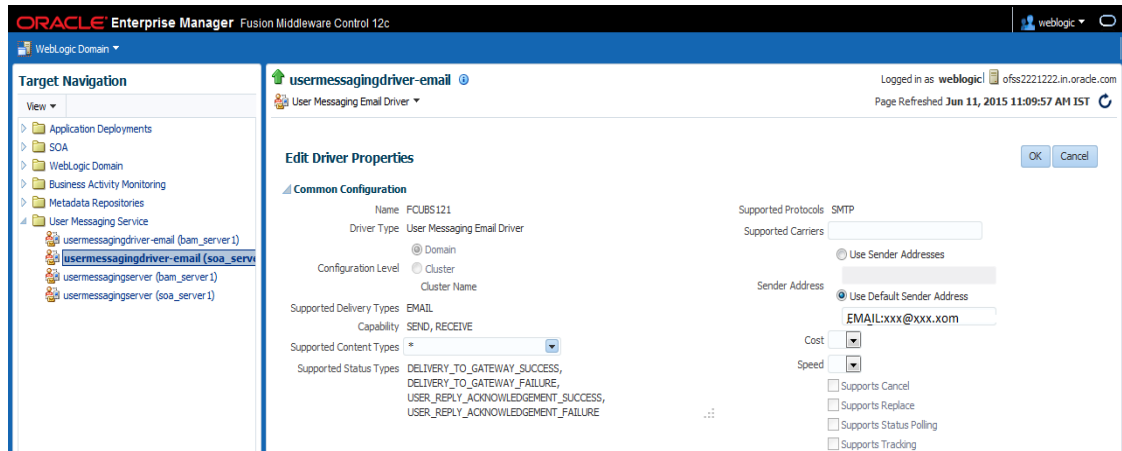 ORACLE Enterprise Manager Fusion Middleware Control 12c
weblogic
WebLogic Domain
Target Navigation
View
Application Deployments
SOA
WebLogic Domain
Business Activity Monitoring
Metadata Repositories
User Messaging Service
usermessagingdriver-email (bam_server1)
usermessagingdriver-email (soa_serve
usermessagingserver (bam_server1)
usermessagingserver (soa_server1)
usermessagingdriver-email
Logged in as weblogic ofss2221222.in.oracle.com
User Messaging Email Driver
Page Refreshed Jun 11, 2015 11:09:57 AM IST
Edit Driver Properties
OK Cancel
Common Configuration
Name FCUBS121
Driver Type User Messaging Email Driver
Configuration Level
Domain
Cluster
Cluster Name
Supported Delivery Types EMAIL
Capability SEND, RECEIVE
Supported Content Types *
Supported Status Types DELIVERY_TO_GATEWAY_SUCCESS,
DELIVERY_TO_GATEWAY_FAILURE,
USER_REPLY_ACKNOWLEDGEMENT_SUCCESS,
USER_REPLY_ACKNOWLEDGEMENT_FAILURE
Supported Protocols SMTP
Supported Carriers
Sender Address
Use Sender Addresses
Use Default Sender Address
EMAIL:xxx@xxx.xom
Cost
Speed
Supports Cancel
Supports Replace
Supports Status Polling
Supports Tracking